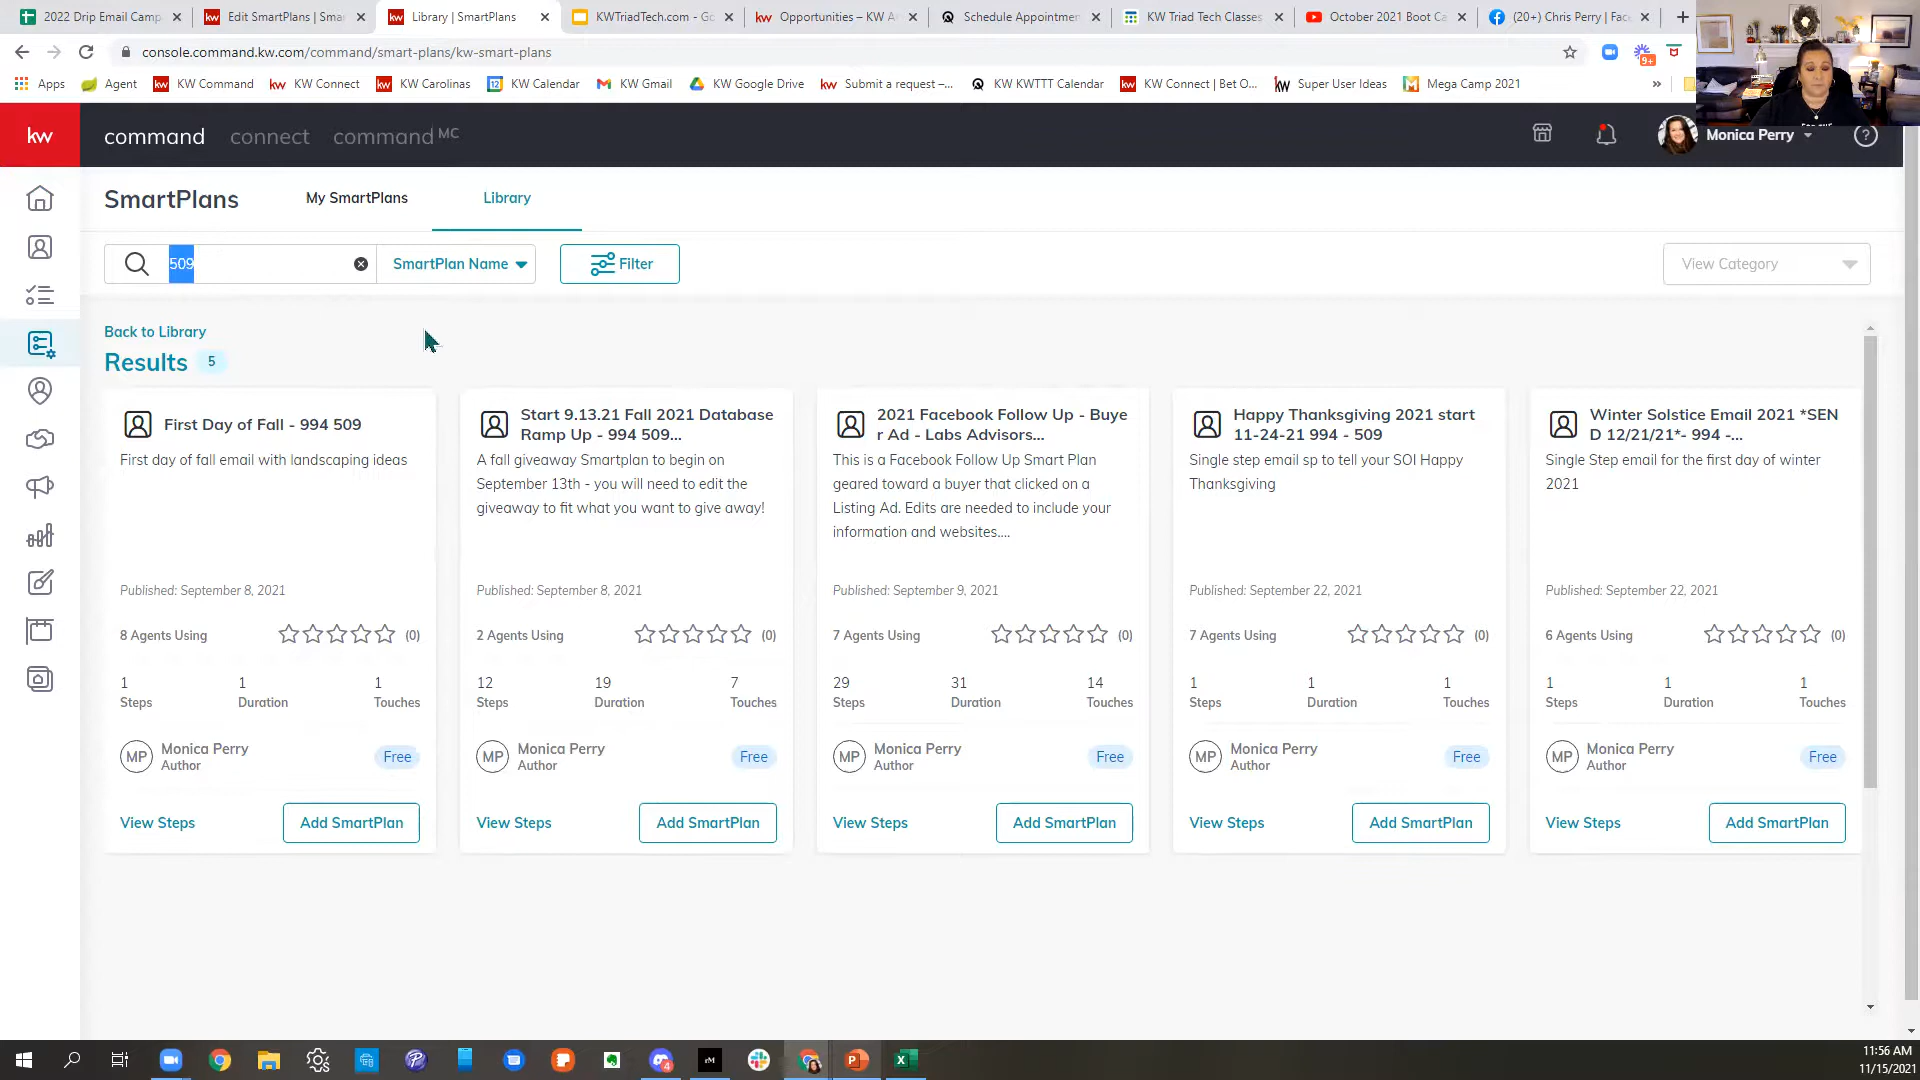 2022 Drip Email Camp
Edit SmartPlans | Sma
Library | SmartPlans
KWTriadTech.com - Go
Opportunities – KW A
Schedule Appointmen
KW Triad Tech Classes
October 2021 Boot Ca
(20+) Chris Perry | Fac
console.command.kw.com/command/smart-plans/kw-smart-plans
9+
Apps
Agent
KW Command
KW Connect
KW Carolinas
KW Calendar
KW Gmail
KW Google Drive
Submit a request –...
KW KWTTT Calendar
KW Connect | Bet O...
Super User Ideas
Mega Camp 2021
»
kw
command
connect
command MC
Monica Perry
?
SmartPlans
My SmartPlans
Library
509
SmartPlan Name
Filter
View Category
Back to Library
Results 5
First Day of Fall - 994 509
First day of fall email with landscaping ideas
Published: September 8, 2021
8 Agents Using
(0)
1 1 1
Steps Duration Touches
MP
Monica Perry
Author
Free
View Steps
Add SmartPlan
Start 9.13.21 Fall 2021 Database
Ramp Up - 994 509...
A fall giveaway Smartplan to begin on
September 13th - you will need to edit the
giveaway to fit what you want to give away!
Published: September 8, 2021
2 Agents Using
(0)
12 19 7
Steps Duration Touches
MP
Monica Perry
Author
Free
View Steps
Add SmartPlan
2021 Facebook Follow Up - Buye
r Ad - Labs Advisors...
This is a Facebook Follow Up Smart Plan
geared toward a buyer that clicked on a
Listing Ad. Edits are needed to include your
information and websites....
Published: September 9, 2021
7 Agents Using
(0)
29 31 14
Steps Duration Touches
MP
Monica Perry
Author
Free
View Steps
Add SmartPlan
Happy Thanksgiving 2021 start
11-24-21 994 - 509
Single step email sp to tell your SOI Happy
Thanksgiving
Published: September 22, 2021
7 Agents Using
(0)
1 1 1
Steps Duration Touches
MP
Monica Perry
Author
Free
View Steps
Add SmartPlan
Winter Solstice Email 2021 *SEN
D 12/21/21*- 994 -...
Single Step email for the first day of winter
2021
Published: September 22, 2021
6 Agents Using
(0)
1 1 1
Steps Duration Touches
MP
Monica Perry
Author
Free
View Steps
Add SmartPlan
4
11:56 AM
11/15/2021